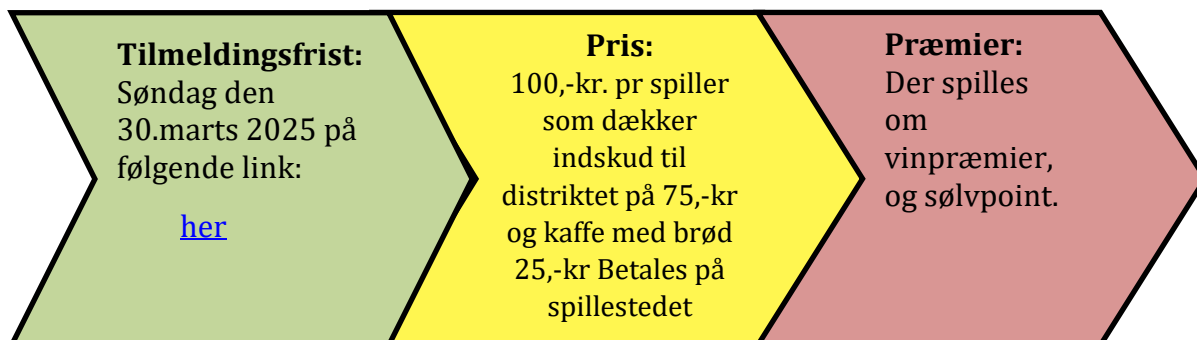 Tilmeldingsfrist:
Søndag den
30.marts 2025 på
følgende link:
her
Pris:
100,-kr. pr spiller
som dækker
indskud til
distriktet på 75,-kr
og kaffe med brød
25,-kr Betales på
spillestedet
Præmier:
Der spilles
om
vinpræmier,
og sølvpoint.